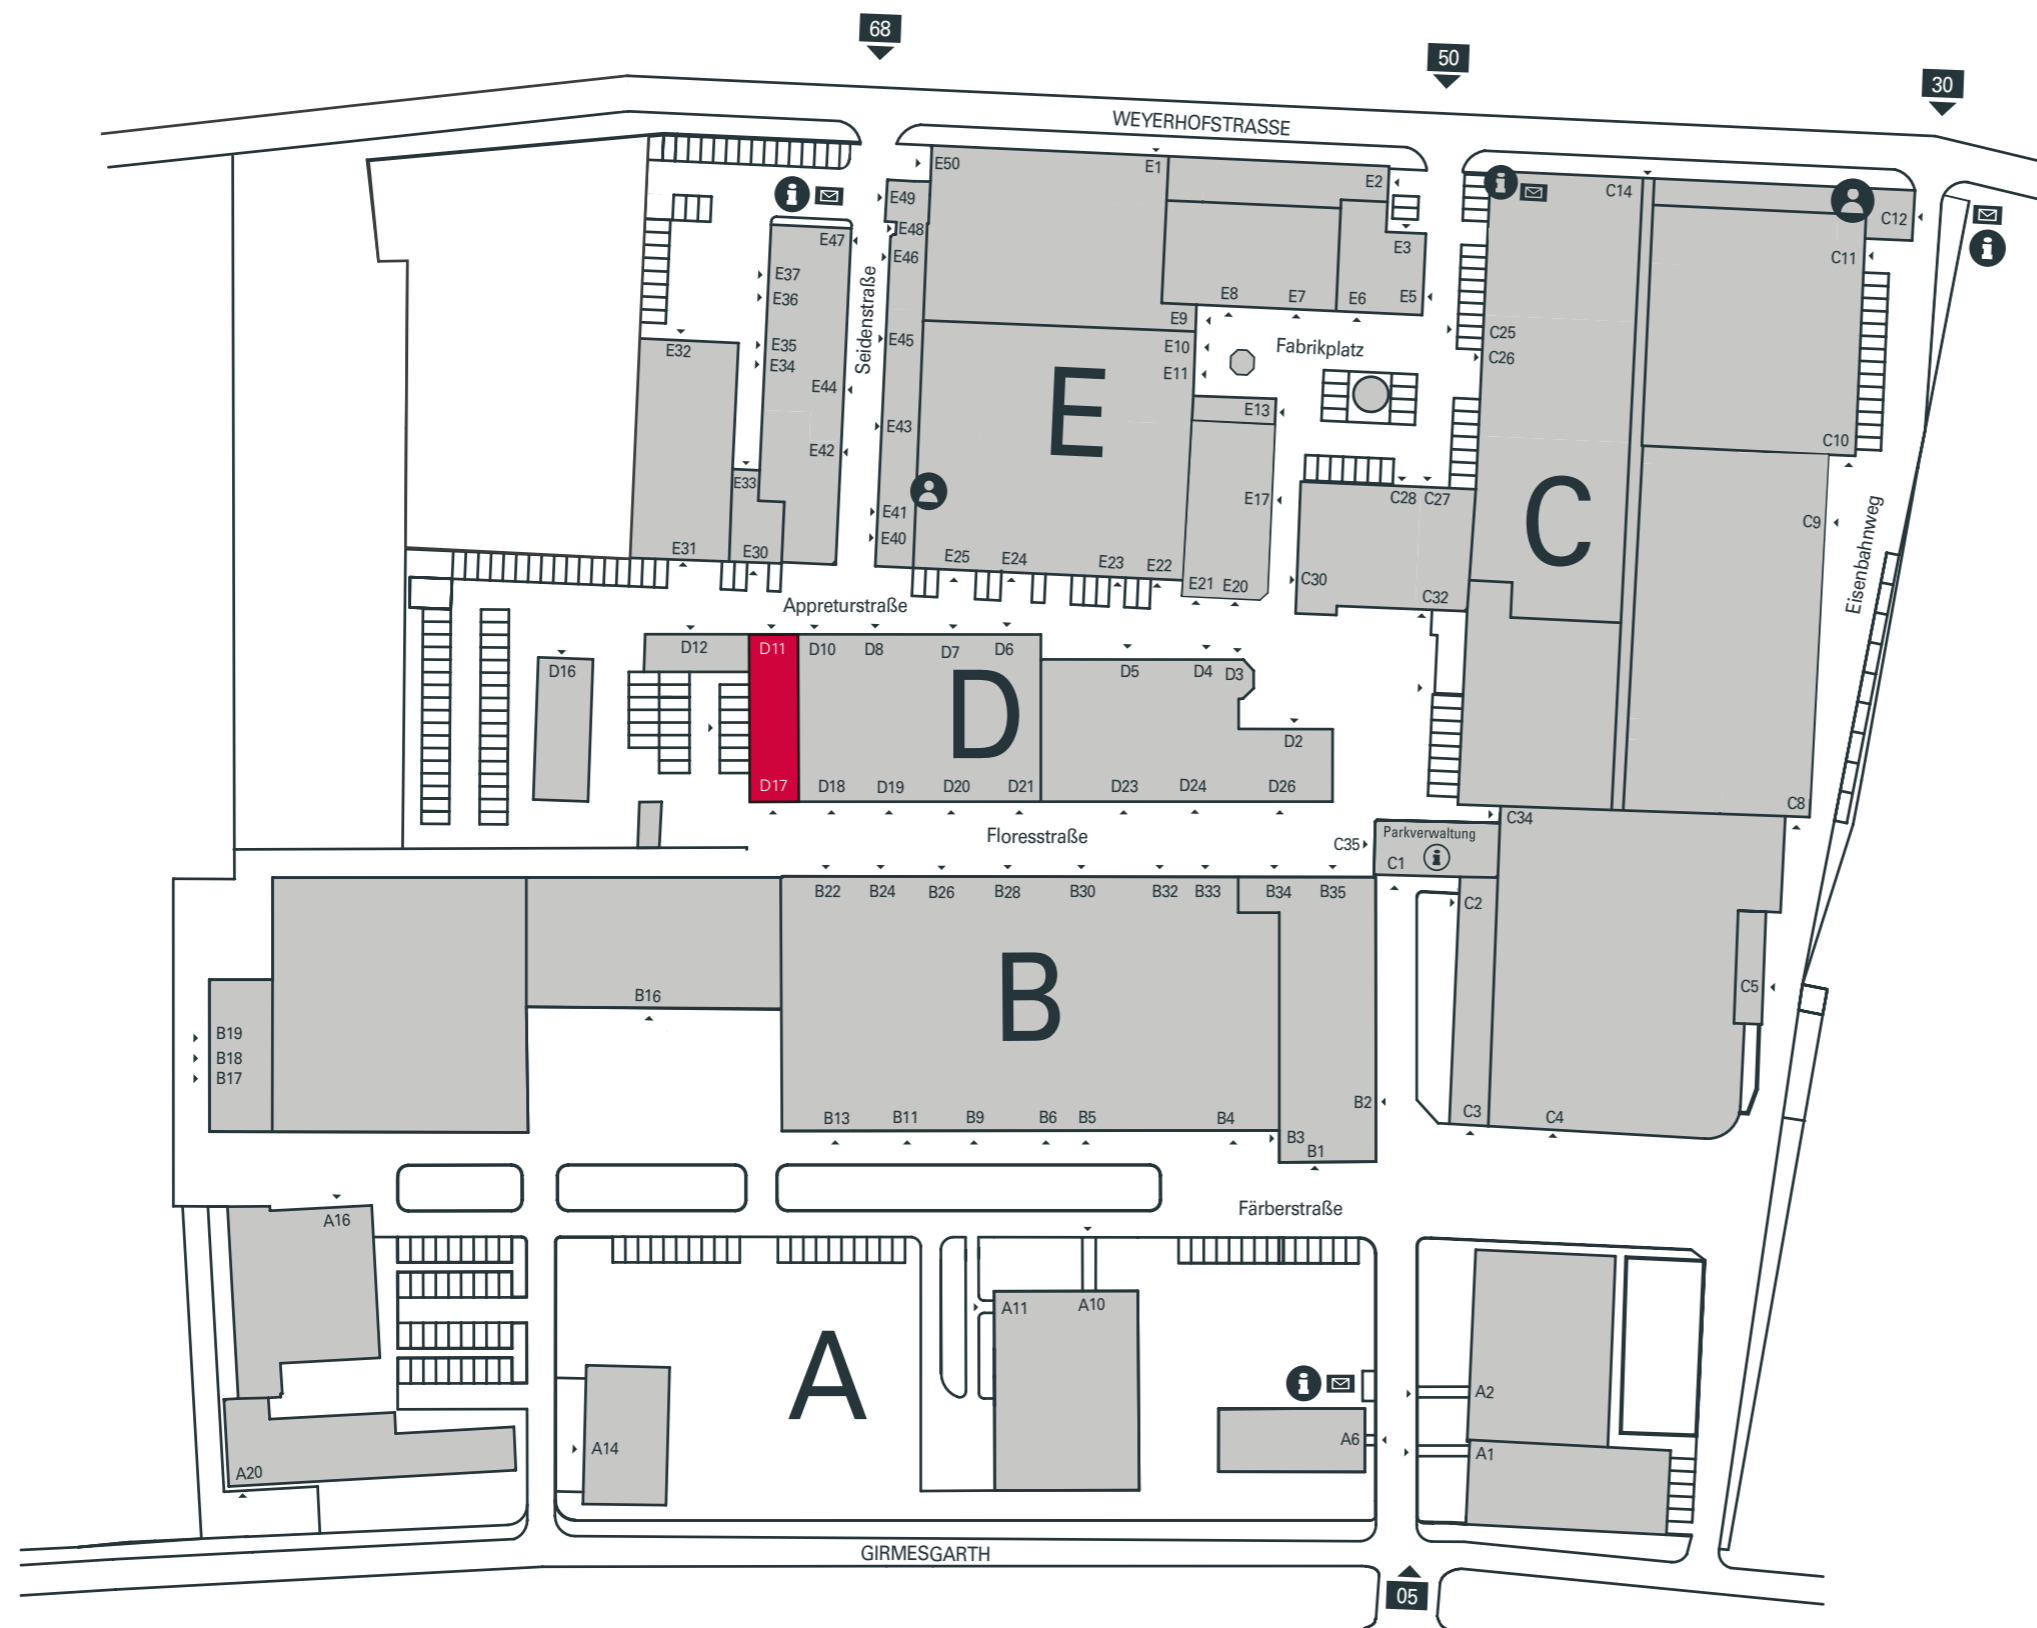 68
50
30
WEYERHOFSTRASSE
E50
E1
E2
C14
C12
E49
E48
E47
E46
E3
C11
E37
E36
E8
E7
E6
E5
E9
C25
E35
E34
E32
E45
E10
Fabrikplatz
C26
E11
Seidenstraße
E44
E13
E43
E
E42
C10
E33
E17
C28
C27
E41
E40
C
C9
Eisenbahnweg
E31
E30
E25
E24
E23
E22
E21
E20
C30
C32
Appreturstraße
D12
D11
D10
D8
D7
D6
D16
D5
D4
D3
D
D2
D17
D18
D19
D20
D21
D23
D24
D26
C8
C34
Floresstraße
Parkverwaltung
C35
C1
B22
B24
B26
B28
B30
B32
B33
B34
B35
C2
B
B16
C5
B19
B18
B17
B13
B11
B9
B6
B5
B4
B2
C3
C4
B3
B1
Färberstraße
A16
A11
A10
A
A2
A14
A6
A1
A20
GIRMESGARTH
05